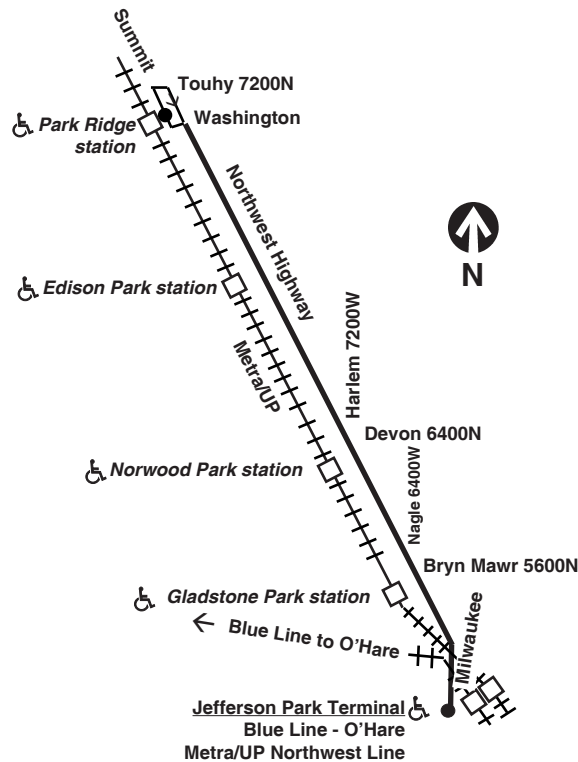 Summit
Touhy 7200N
Washington
Park Ridge
station
Northwest Highway
N
Edison Park station
Metra/UP
Harlem 7200W
Devon 6400N
Norwood Park station
Nagle 6400W
Bryn Mawr 5600N
Gladstone Park station
Milwaukee
Blue Line to O’Hare
Jefferson Park Terminal
Blue Line - O’Hare
Metra/UP Northwest Line